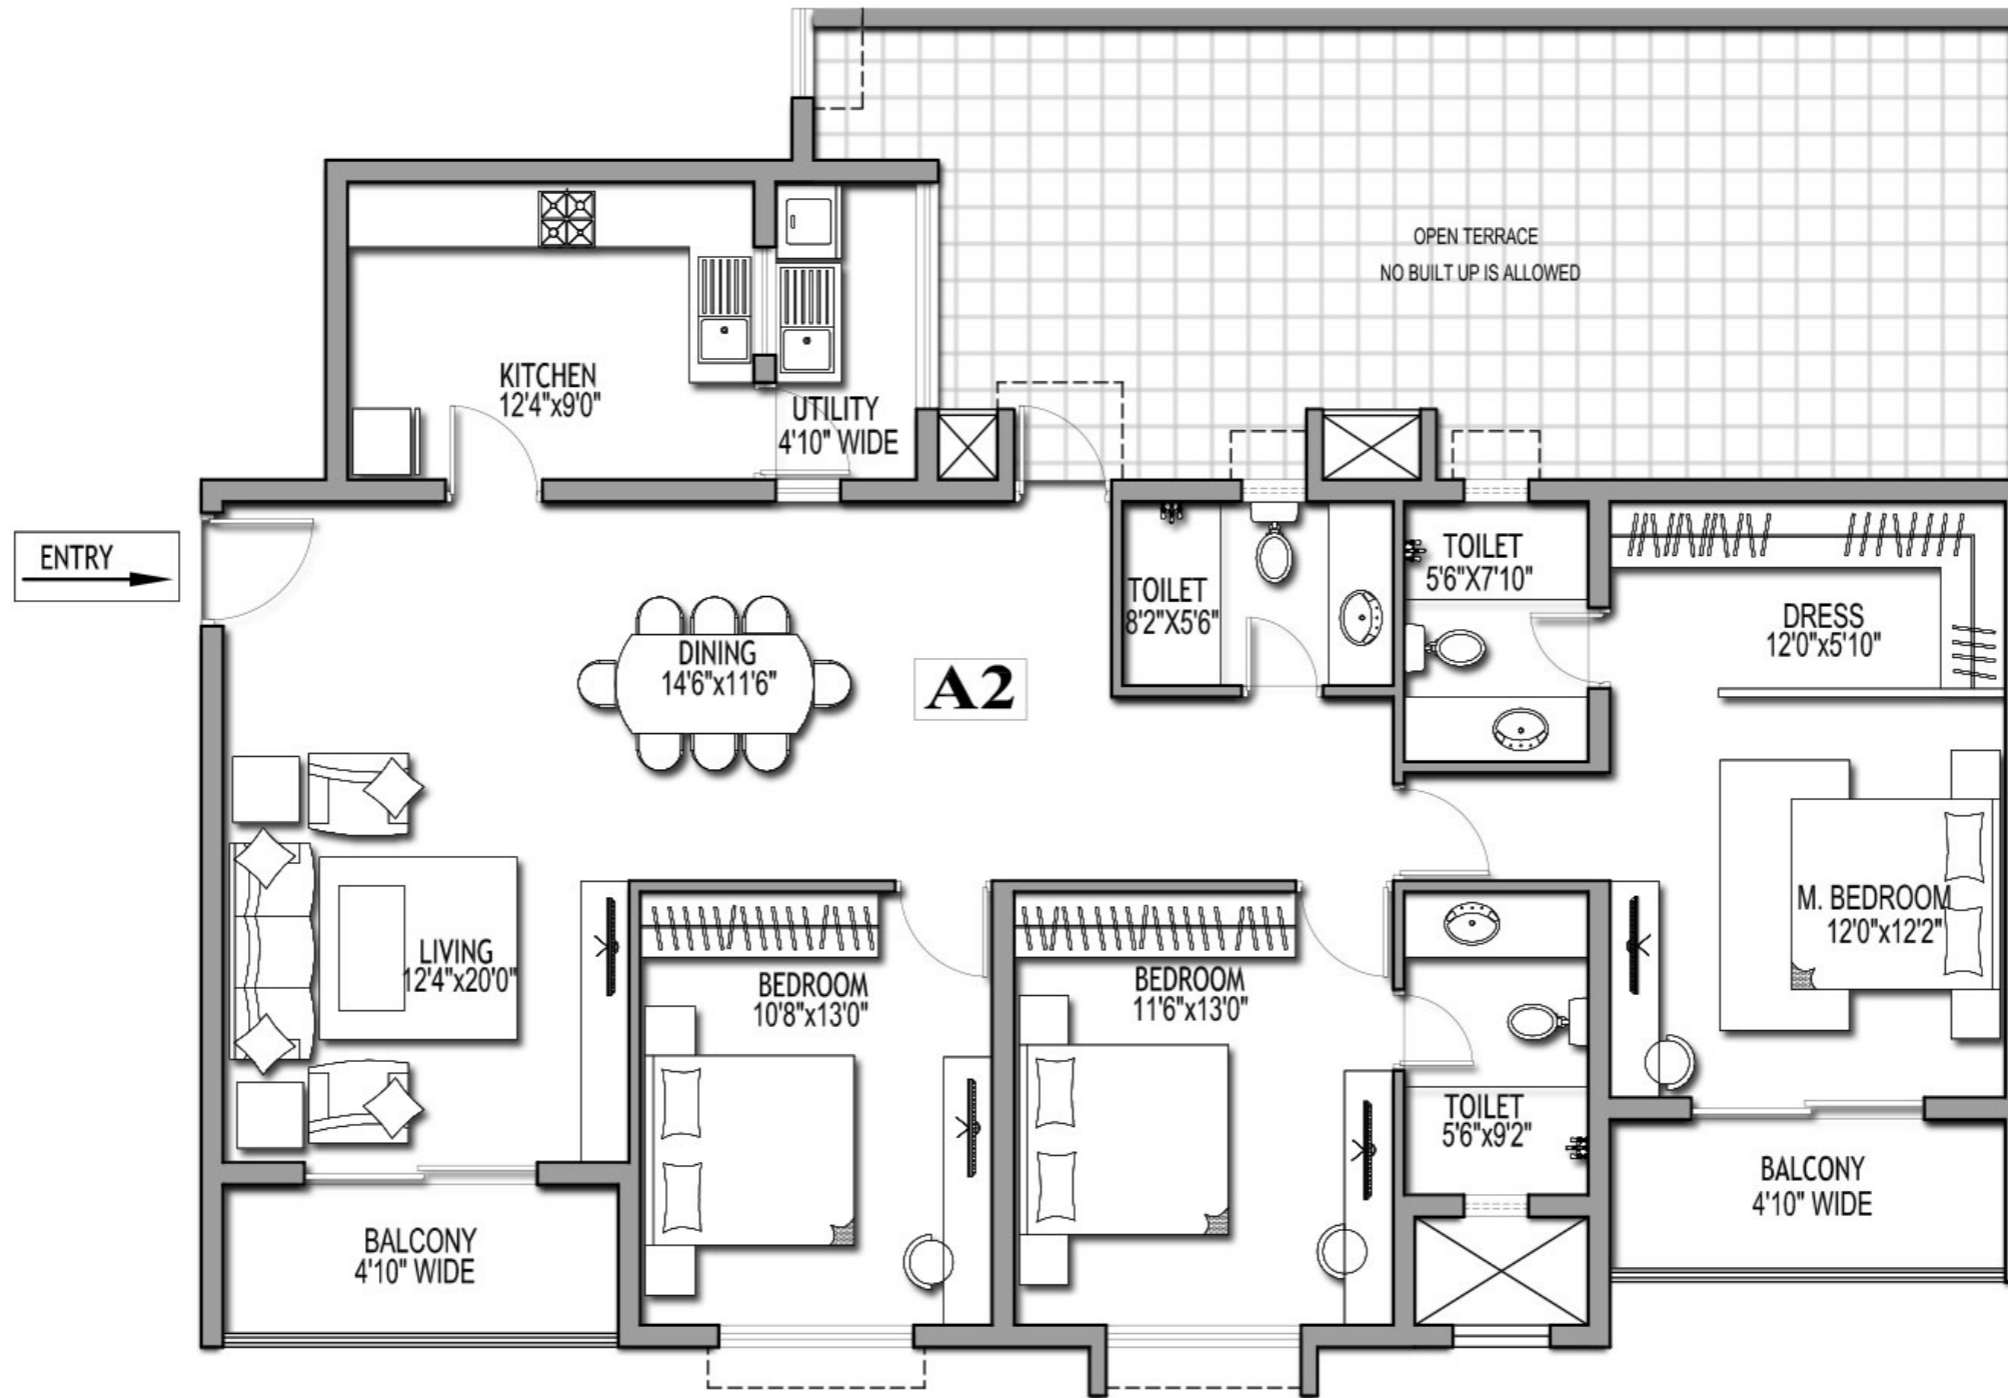 OPEN TERRACE
NO BUILT UP IS ALLOWED
KITCHEN
12'4"x9'0"
UTILITY
4'10" WIDE
ENTRY
TOILET
8'2"X5'6"
TOILET
5'6"X7'10"
DRESS
12'0"x5'10"
DINING
14'6"x11'6"
A2
M. BEDROOM
12'0"x12'2"
LIVING
12'4"x20'0"
BEDROOM
10'8"x13'0"
BEDROOM
11'6"x13'0"
TOILET
5'6"x9'2"
BALCONY
4'10" WIDE
BALCONY
4'10" WIDE